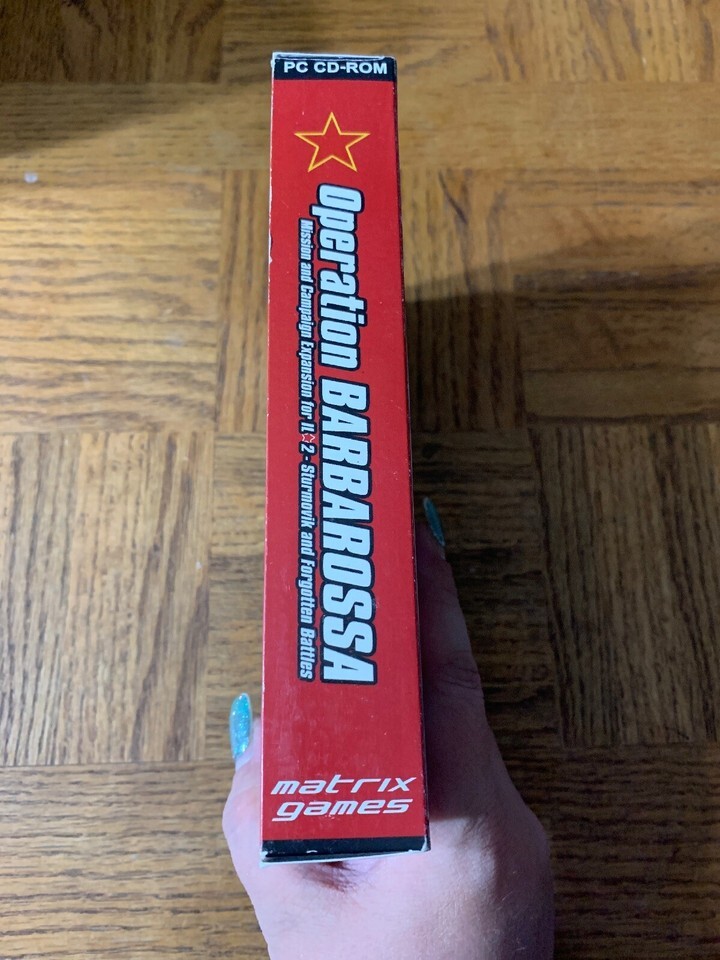 PC CD-ROM
Operation BARBAROSSA
Mission and Campaign Expansion for IL☆2 - Sturmovik and Forgotten Battles
matrix
games